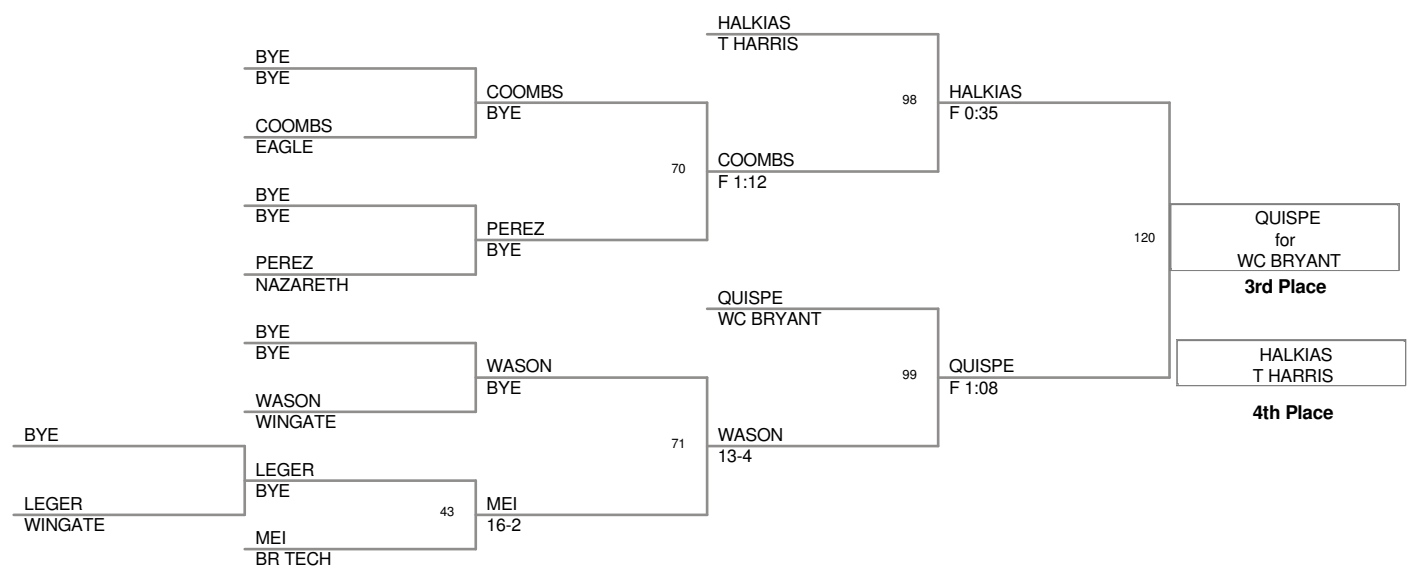 HALKIAS
T HARRIS
BYE
BYE
COOMBS
BYE
98
HALKIAS
F 0:35
COOMBS
EAGLE
70
COOMBS
F 1:12
BYE
BYE
PEREZ
BYE
PEREZ
NAZARETH
120
QUISPE
for
WC BRYANT
3rd Place
QUISPE
WC BRYANT
BYE
BYE
WASON
BYE
99
QUISPE
F 1:08
HALKIAS
T HARRIS
4th Place
WASON
WINGATE
BYE
71
WASON
13-4
LEGER
BYE
LEGER
WINGATE
43
MEI
16-2
MEI
BR TECH